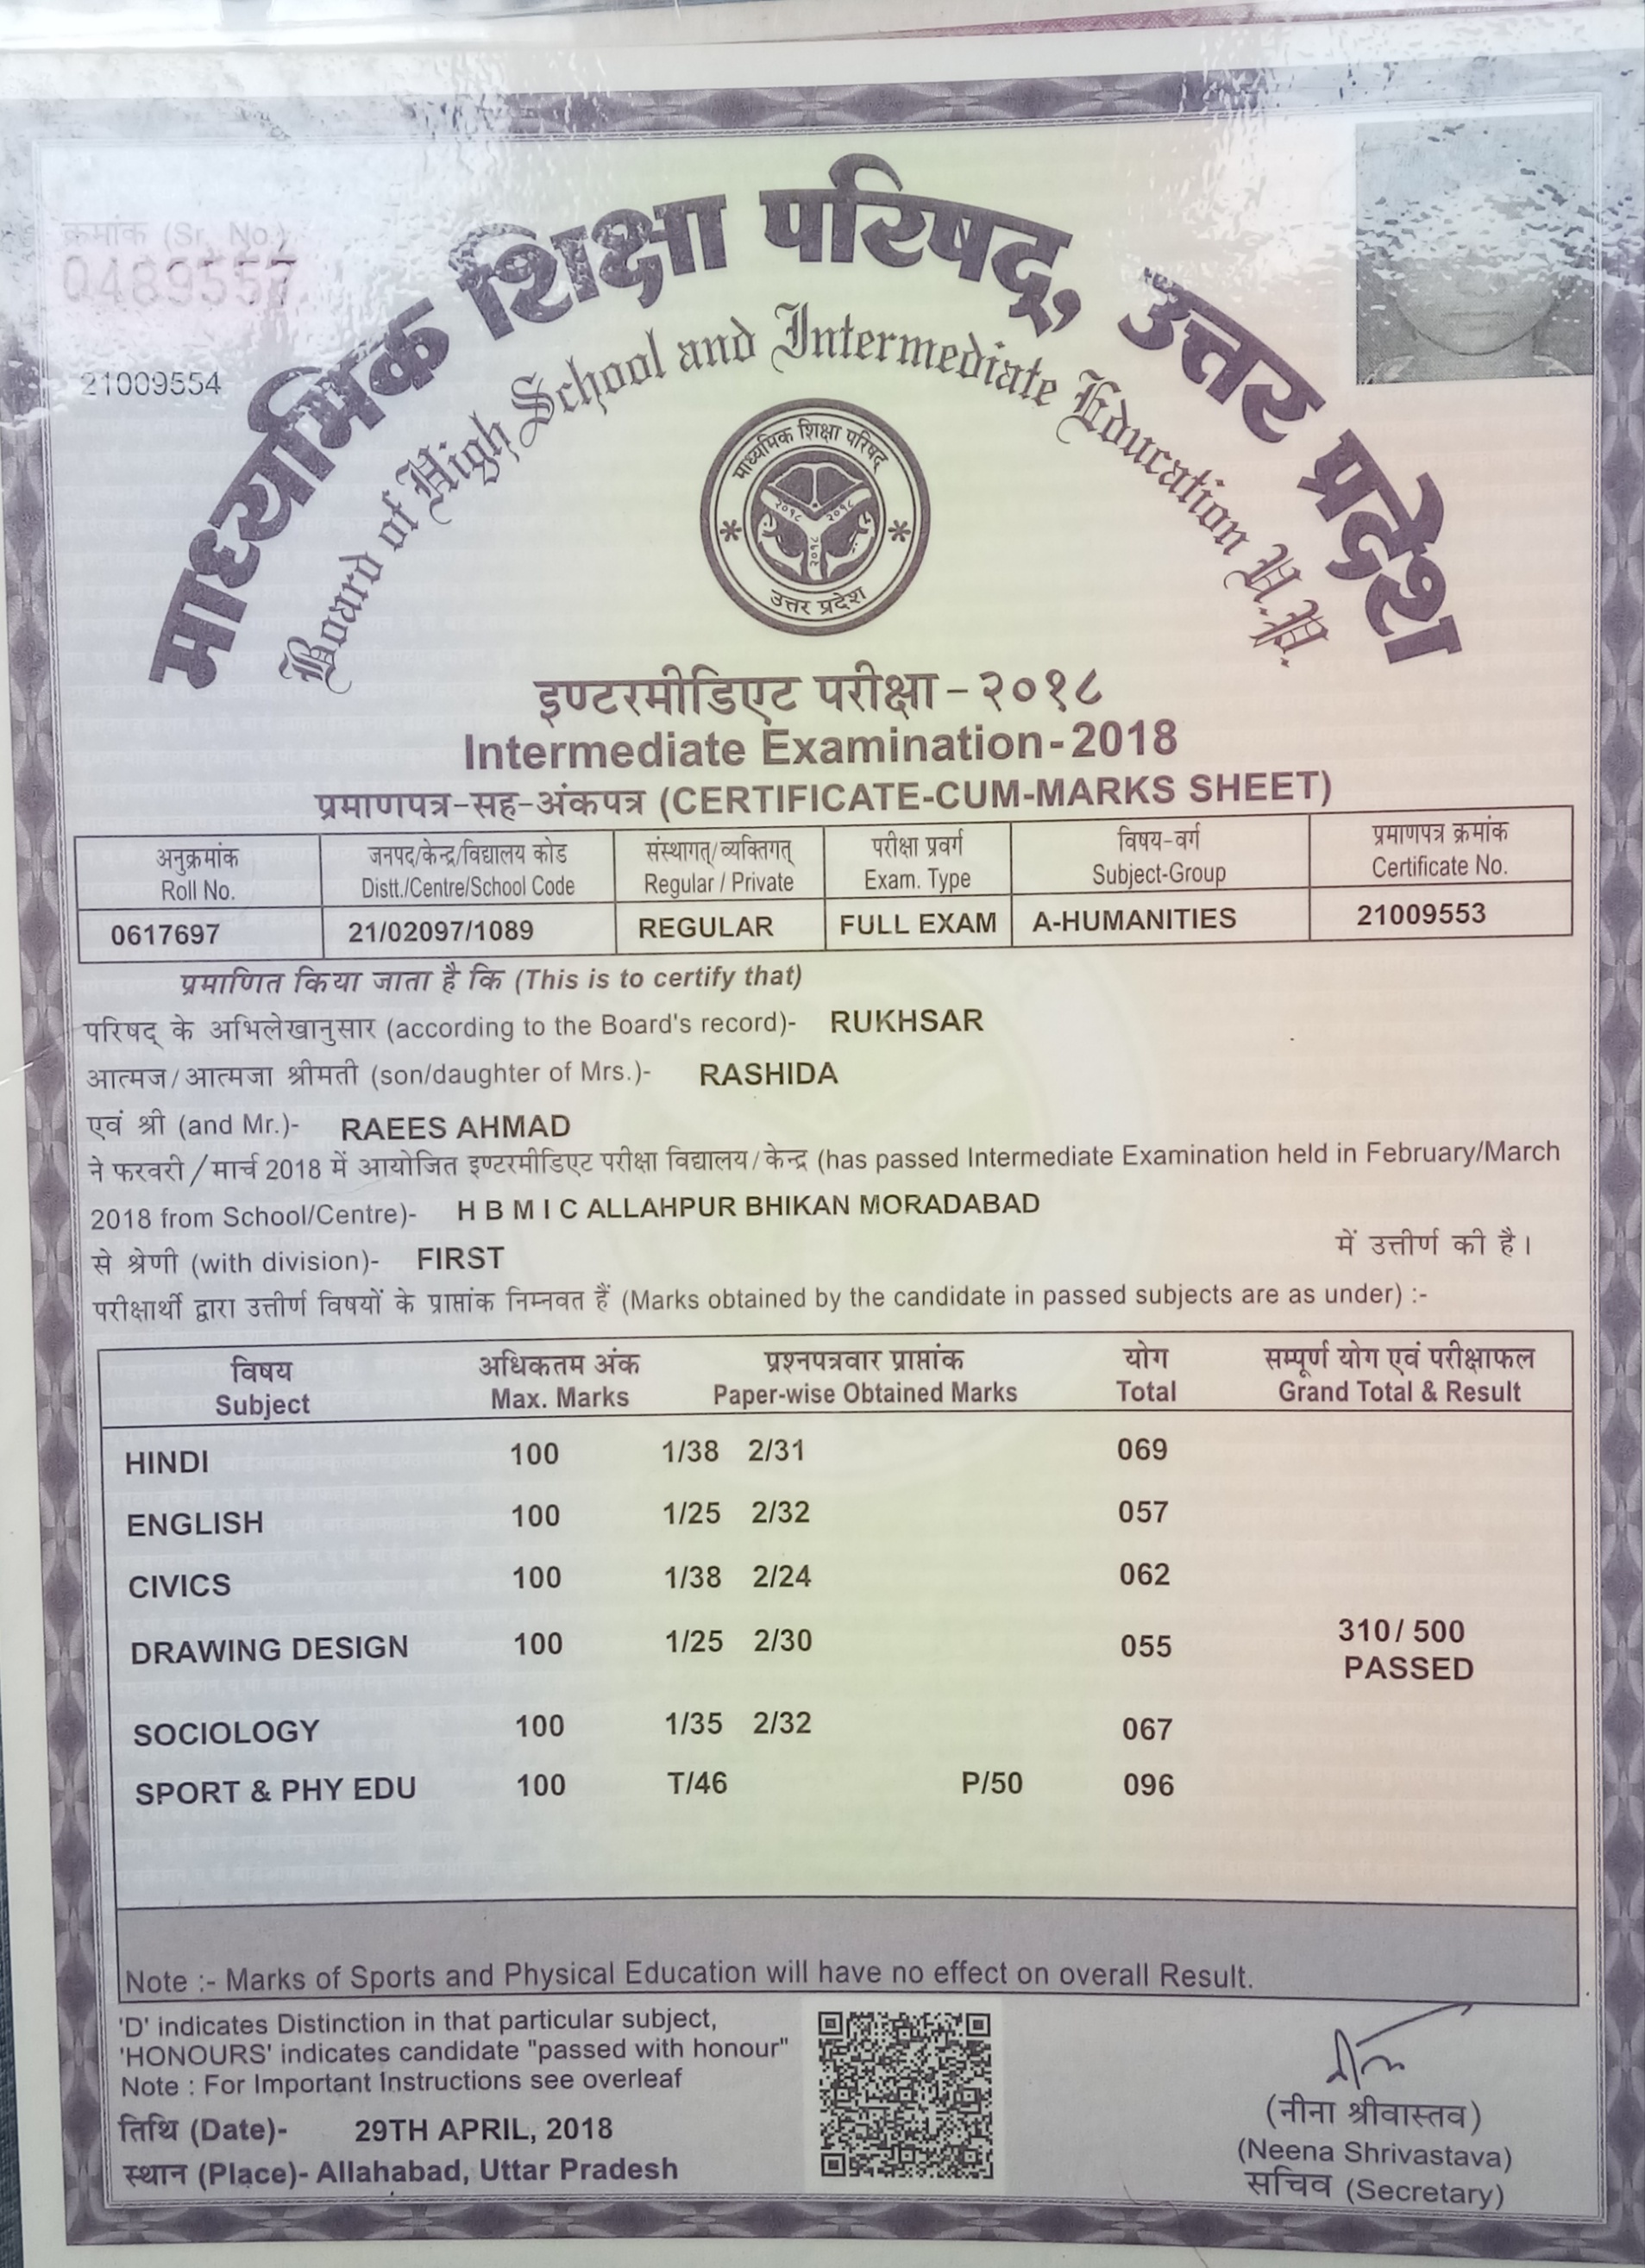 क्रमांक (Sr. No.)
0489557
21009554
माध्यमिक शिक्षा परिषद्, उत्तर प्रदेश
Board of High School and Intermediate Education U.P.
माध्यमिक शिक्षा परिषद
२०१८ २०१८
२०१८
उत्तर प्रदेश
इण्टरमीडिएट परीक्षा-२०१८
Intermediate Examination-2018
प्रमाणपत्र-सह-अंकपत्र (CERTIFICATE-CUM-MARKS SHEET)
अनुक्रमांक जनपद/केन्द्र/विद्यालय कोड संस्थागत्/व्यक्तिगत् परीक्षा प्रवर्ग विषय-वर्ग प्रमाणपत्र क्रमांक
Roll No. Distt./Centre/School Code Regular / Private Exam. Type Subject-Group Certificate No.
0617697 21/02097/1089 REGULAR FULL EXAM A-HUMANITIES 21009553
प्रमाणित किया जाता है कि (This is to certify that)
परिषद् के अभिलेखानुसार (according to the Board's record)- RUKHSAR
आत्मज/आत्मजा श्रीमती (son/daughter of Mrs.)- RASHIDA
एवं श्री (and Mr.)- RAEES AHMAD
ने फरवरी/मार्च 2018 में आयोजित इण्टरमीडिएट परीक्षा विद्यालय/केन्द्र (has passed Intermediate Examination held in February/March
2018 from School/Centre)- H B M I C ALLAHPUR BHIKAN MORADABAD
से श्रेणी (with division)- FIRST में उत्तीर्ण की है।
परीक्षार्थी द्वारा उत्तीर्ण विषयों के प्राप्तांक निम्नवत हैं (Marks obtained by the candidate in passed subjects are as under) :-
विषय अधिकतम अंक प्रश्नपत्रवार प्राप्तांक योग सम्पूर्ण योग एवं परीक्षाफल
Subject Max. Marks Paper-wise Obtained Marks Total Grand Total & Result
HINDI 100 1/38 2/31 069
ENGLISH 100 1/25 2/32 057
CIVICS 100 1/38 2/24 062
DRAWING DESIGN 100 1/25 2/30 055 310/ 500
PASSED
SOCIOLOGY 100 1/35 2/32 067
SPORT & PHY EDU 100 T/46 P/50 096
Note :- Marks of Sports and Physical Education will have no effect on overall Result.
'D' indicates Distinction in that particular subject,
'HONOURS' indicates candidate "passed with honour"
Note : For Important Instructions see overleaf
तिथि (Date)- 29TH APRIL, 2018
स्थान (Place)- Allahabad, Uttar Pradesh
(नीना श्रीवास्तव)
(Neena Shrivastava)
सचिव (Secretary)